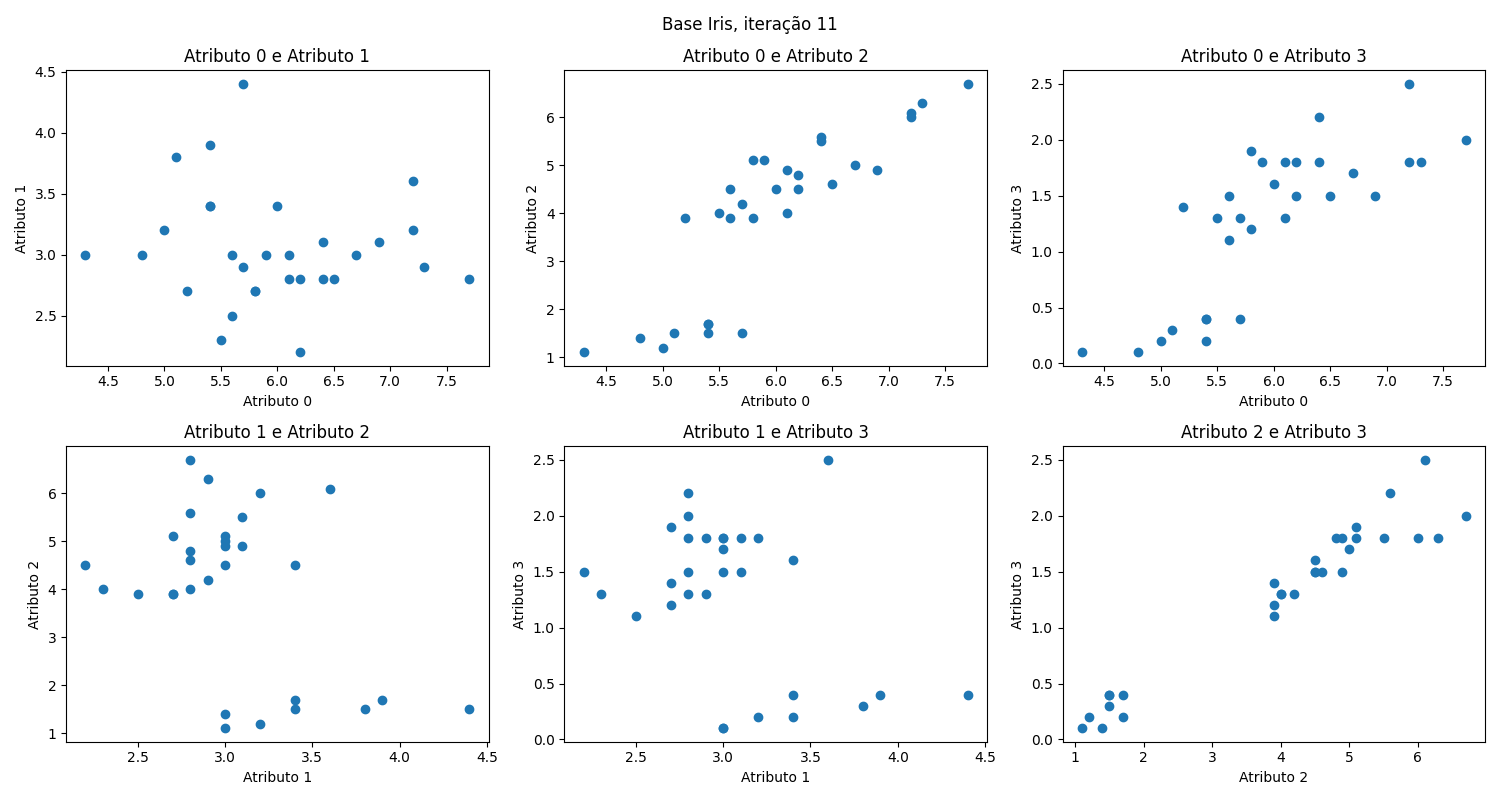 Base Iris, iteração 11
Atributo 0 e Atributo 1
4.5
4.0
3.5
3.0
2.5
Atributo 1
4.5 5.0 5.5 6.0 6.5 7.0 7.5
Atributo 0
Atributo 0 e Atributo 2
6
5
4
3
2
1
Atributo 2
4.5 5.0 5.5 6.0 6.5 7.0 7.5
Atributo 0
Atributo 0 e Atributo 3
2.5
2.0
1.5
1.0
0.5
0.0
Atributo 3
4.5 5.0 5.5 6.0 6.5 7.0 7.5
Atributo 0
Atributo 1 e Atributo 2
6
5
4
3
2
1
Atributo 2
2.5 3.0 3.5 4.0 4.5
Atributo 1
Atributo 1 e Atributo 3
2.5
2.0
1.5
1.0
0.5
0.0
Atributo 3
2.5 3.0 3.5 4.0 4.5
Atributo 1
Atributo 2 e Atributo 3
2.5
2.0
1.5
1.0
0.5
0.0
Atributo 3
1 2 3 4 5 6
Atributo 2